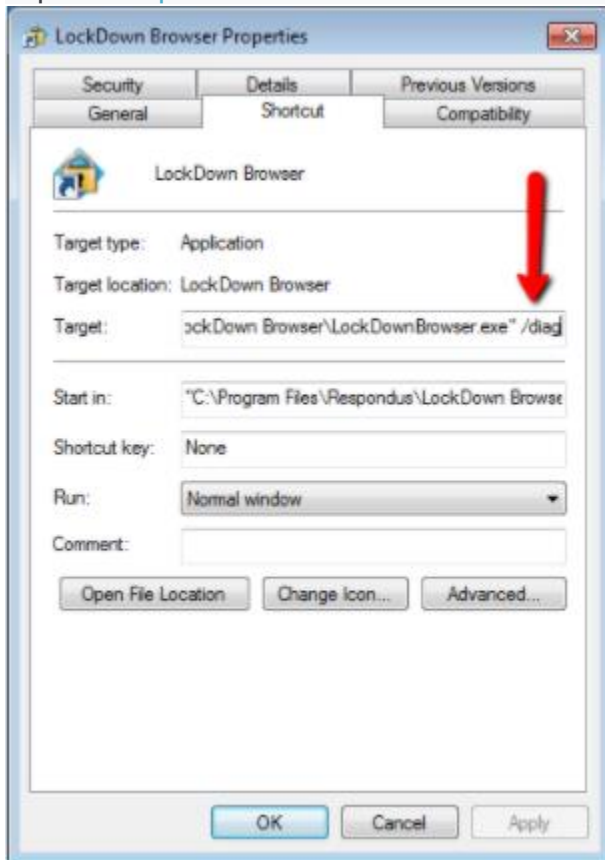 LockDown Browser Properties
Security Details Previous Versions
General Shortcut Compatibility
LockDown Browser
Target type: Application
Target location: LockDown Browser
Target: ockDown Browser\LockDownBrowser.exe" /diag
Start in: "C:\Program Files\Respondus\LockDown Browse
Shortcut key: None
Run: Normal window
Comment:
Open File Location Change Icon... Advanced...
OK Cancel Apply